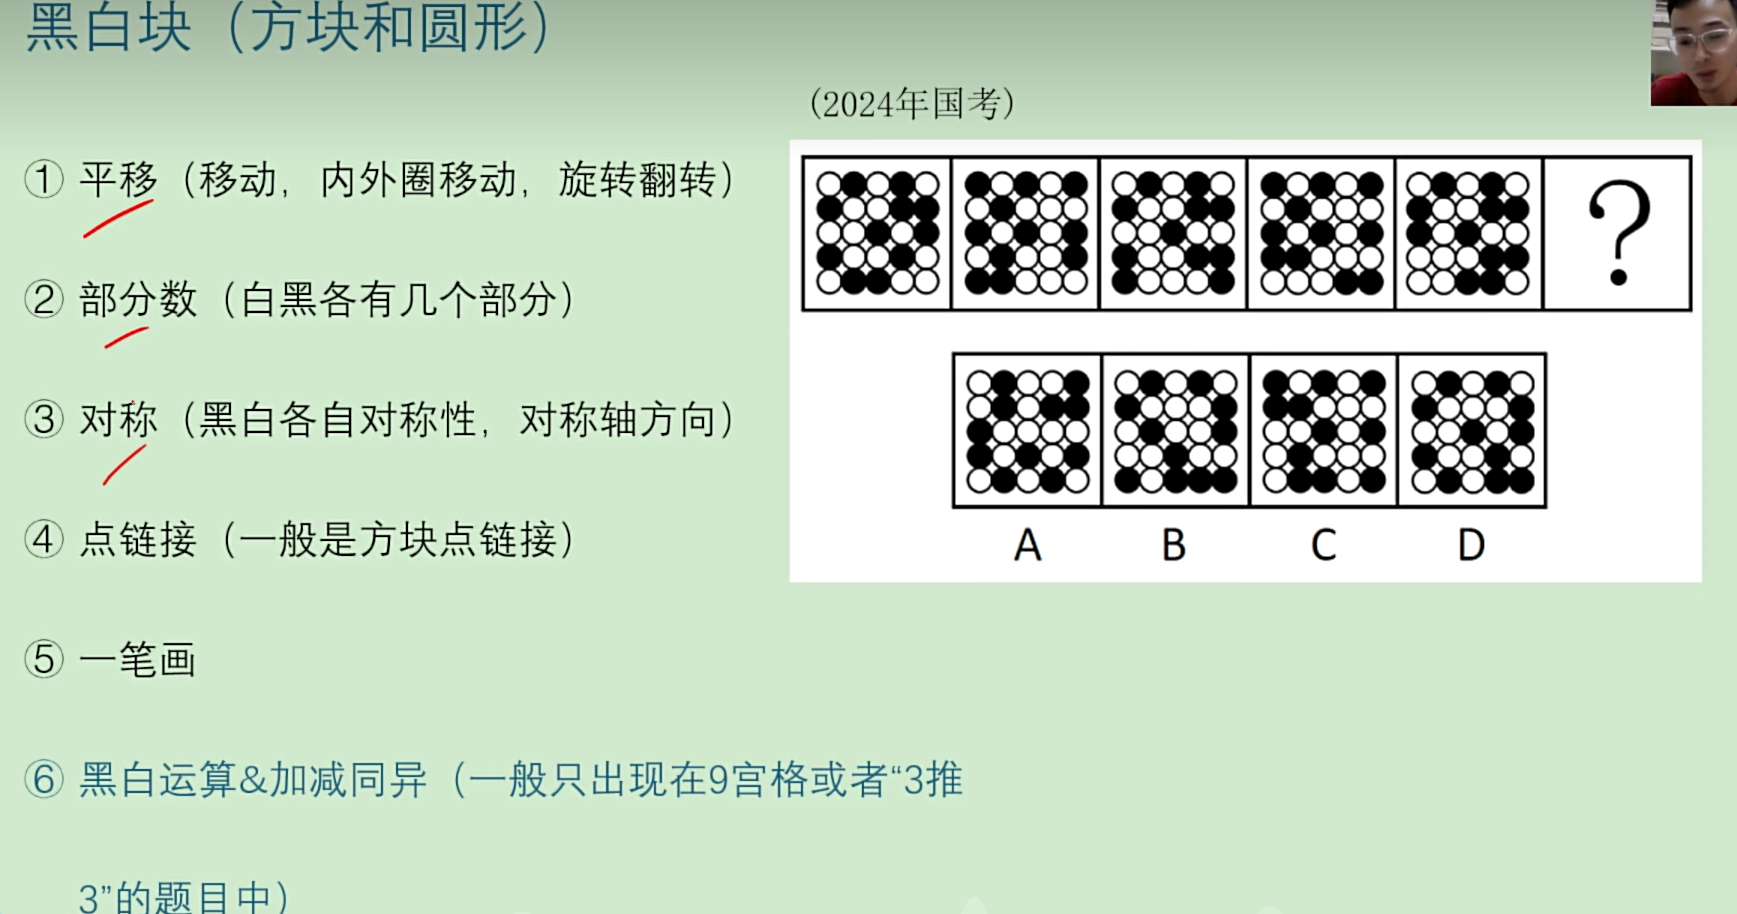 黑白块（方块和圆形）
(2024年国考)
① 平移（移动，内外圈移动，旋转翻转）
② 部分数（白黑各有几个部分）
③ 对称（黑白各自对称性，对称轴方向）
④ 点链接（一般是方块点链接）
⑤ 一笔画
⑥ 黑白运算&加减同异（一般只出现在9宫格或者“3推
3”的题目中）
?
A B C D